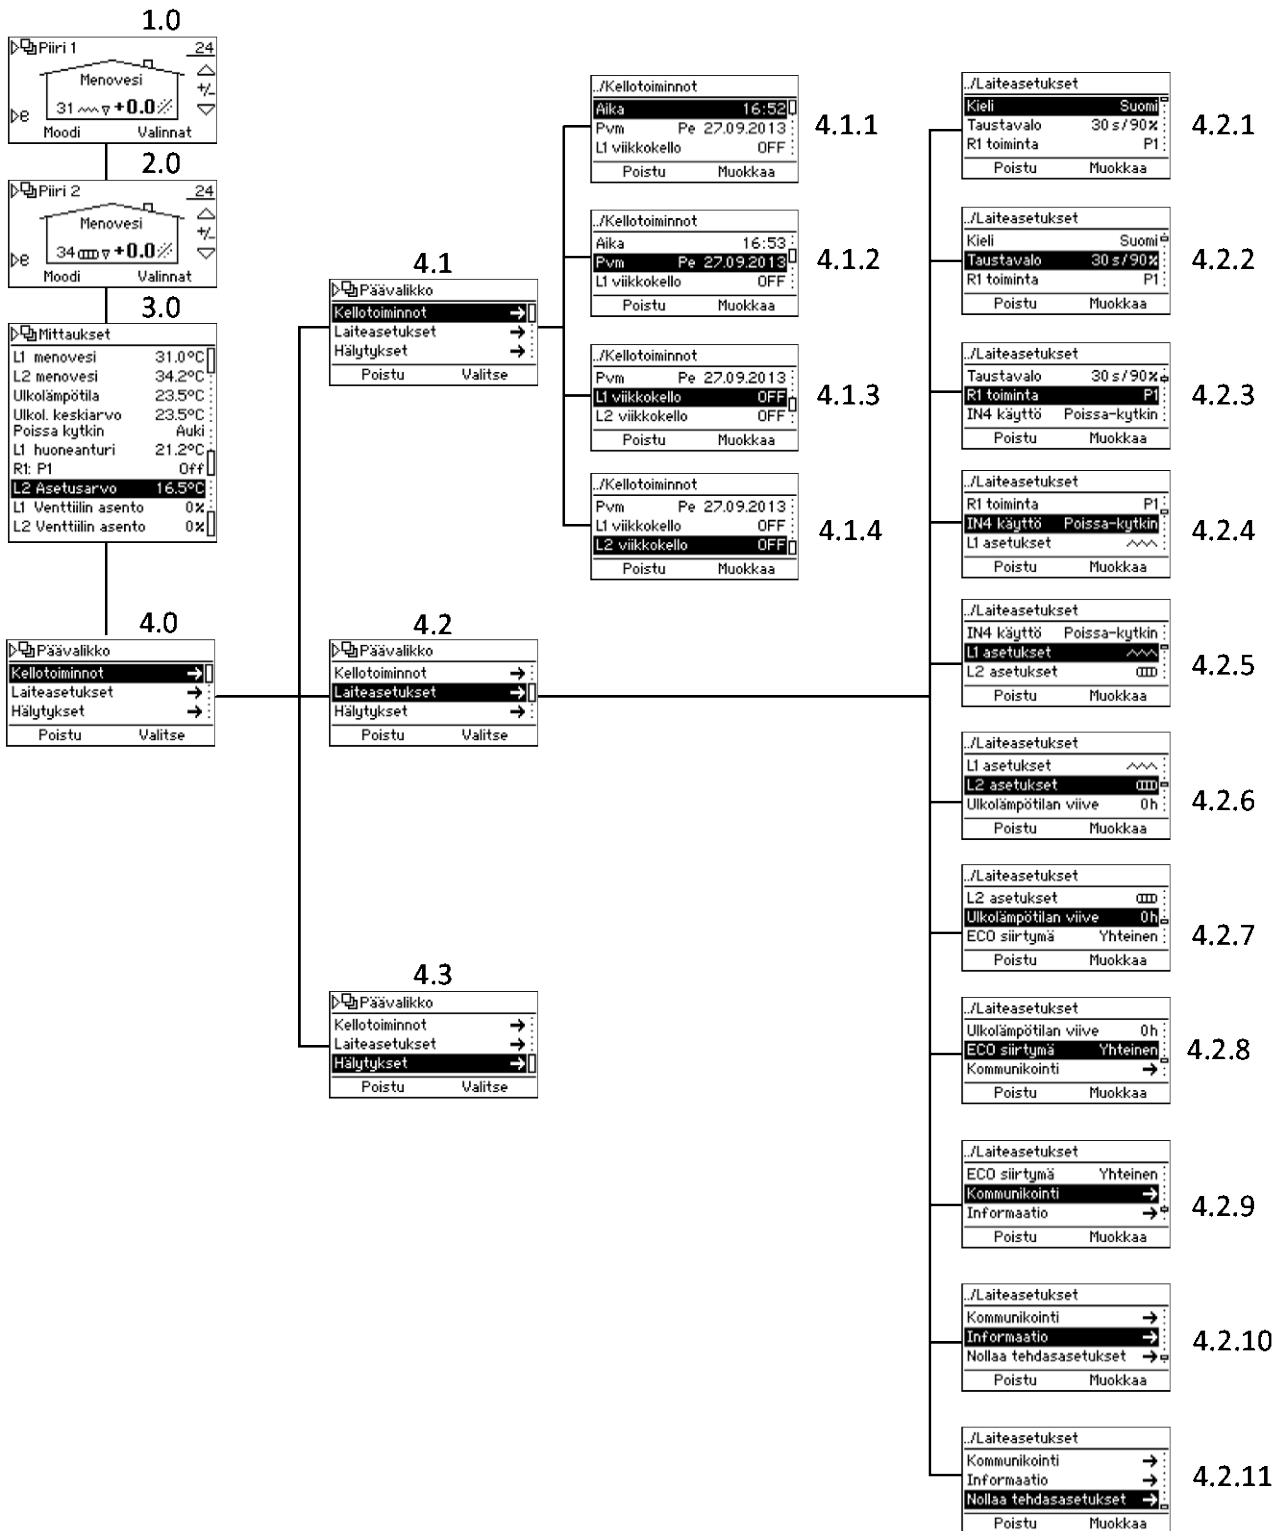 1.0
Piiri 1 24
Menovesi
31 +0.0
+/-
e
Moodi Valinnat
2.0
Piiri 2 24
Menovesi
34 +0.0
+/-
e
Moodi Valinnat
3.0
Mittaukset
L1 menovesi 31.0°C
L2 menovesi 34.2°C
Ulkolämpötila 23.5°C
Ulkol. keskiarvo 23.5°C
Poissa kytkin Auki
L1 huoneanturi 21.2°C
R1: P1 Off
L2 Asetusarvo 16.5°C
L1 Venttiilin asento 0%
L2 Venttiilin asento 0%
4.0
Päävalikko
Kellotoiminnot →
Laiteasetukset →
Hälytykset →
Poistu Valitse
4.1
Päävalikko
Kellotoiminnot →
Laiteasetukset →
Hälytykset →
Poistu Valitse
4.2
Päävalikko
Kellotoiminnot →
Laiteasetukset →
Hälytykset →
Poistu Valitse
4.3
Päävalikko
Kellotoiminnot →
Laiteasetukset →
Hälytykset →
Poistu Valitse
../Kellotoiminnot
Aika 16:52
Pvm Pe 27.09.2013
L1 viikkokello OFF
Poistu Muokkaa
4.1.1
../Kellotoiminnot
Aika 16:53
Pvm Pe 27.09.2013
L1 viikkokello OFF
Poistu Muokkaa
4.1.2
../Kellotoiminnot
Pvm Pe 27.09.2013
L1 viikkokello OFF
L2 viikkokello OFF
Poistu Muokkaa
4.1.3
../Kellotoiminnot
Pvm Pe 27.09.2013
L1 viikkokello OFF
L2 viikkokello OFF
Poistu Muokkaa
4.1.4
../Laiteasetukset
Kieli Suomi
Taustavalo 30 s/90%
R1 toiminta P1
Poistu Muokkaa
4.2.1
../Laiteasetukset
Kieli Suomi
Taustavalo 30 s/90%
R1 toiminta P1
Poistu Muokkaa
4.2.2
../Laiteasetukset
Taustavalo 30 s/90%
R1 toiminta P1
IN4 käyttö Poissa-kytkin
Poistu Muokkaa
4.2.3
../Laiteasetukset
R1 toiminta P1
IN4 käyttö Poissa-kytkin
L1 asetukset
Poistu Muokkaa
4.2.4
../Laiteasetukset
IN4 käyttö Poissa-kytkin
L1 asetukset
L2 asetukset
Poistu Muokkaa
4.2.5
../Laiteasetukset
L1 asetukset
L2 asetukset
Ulkolämpötilan viive 0h
Poistu Muokkaa
4.2.6
../Laiteasetukset
L2 asetukset
Ulkolämpötilan viive 0h
ECO siirtymä Yhteinen
Poistu Muokkaa
4.2.7
../Laiteasetukset
Ulkolämpötilan viive 0h
ECO siirtymä Yhteinen
Kommunikointi →
Poistu Muokkaa
4.2.8
../Laiteasetukset
ECO siirtymä Yhteinen
Kommunikointi →
Informaatio →
Poistu Muokkaa
4.2.9
../Laiteasetukset
Kommunikointi →
Informaatio →
Nollaa tehdasasetukset →
Poistu Muokkaa
4.2.10
../Laiteasetukset
Kommunikointi →
Informaatio →
Nollaa tehdasasetukset →
Poistu Muokkaa
4.2.11